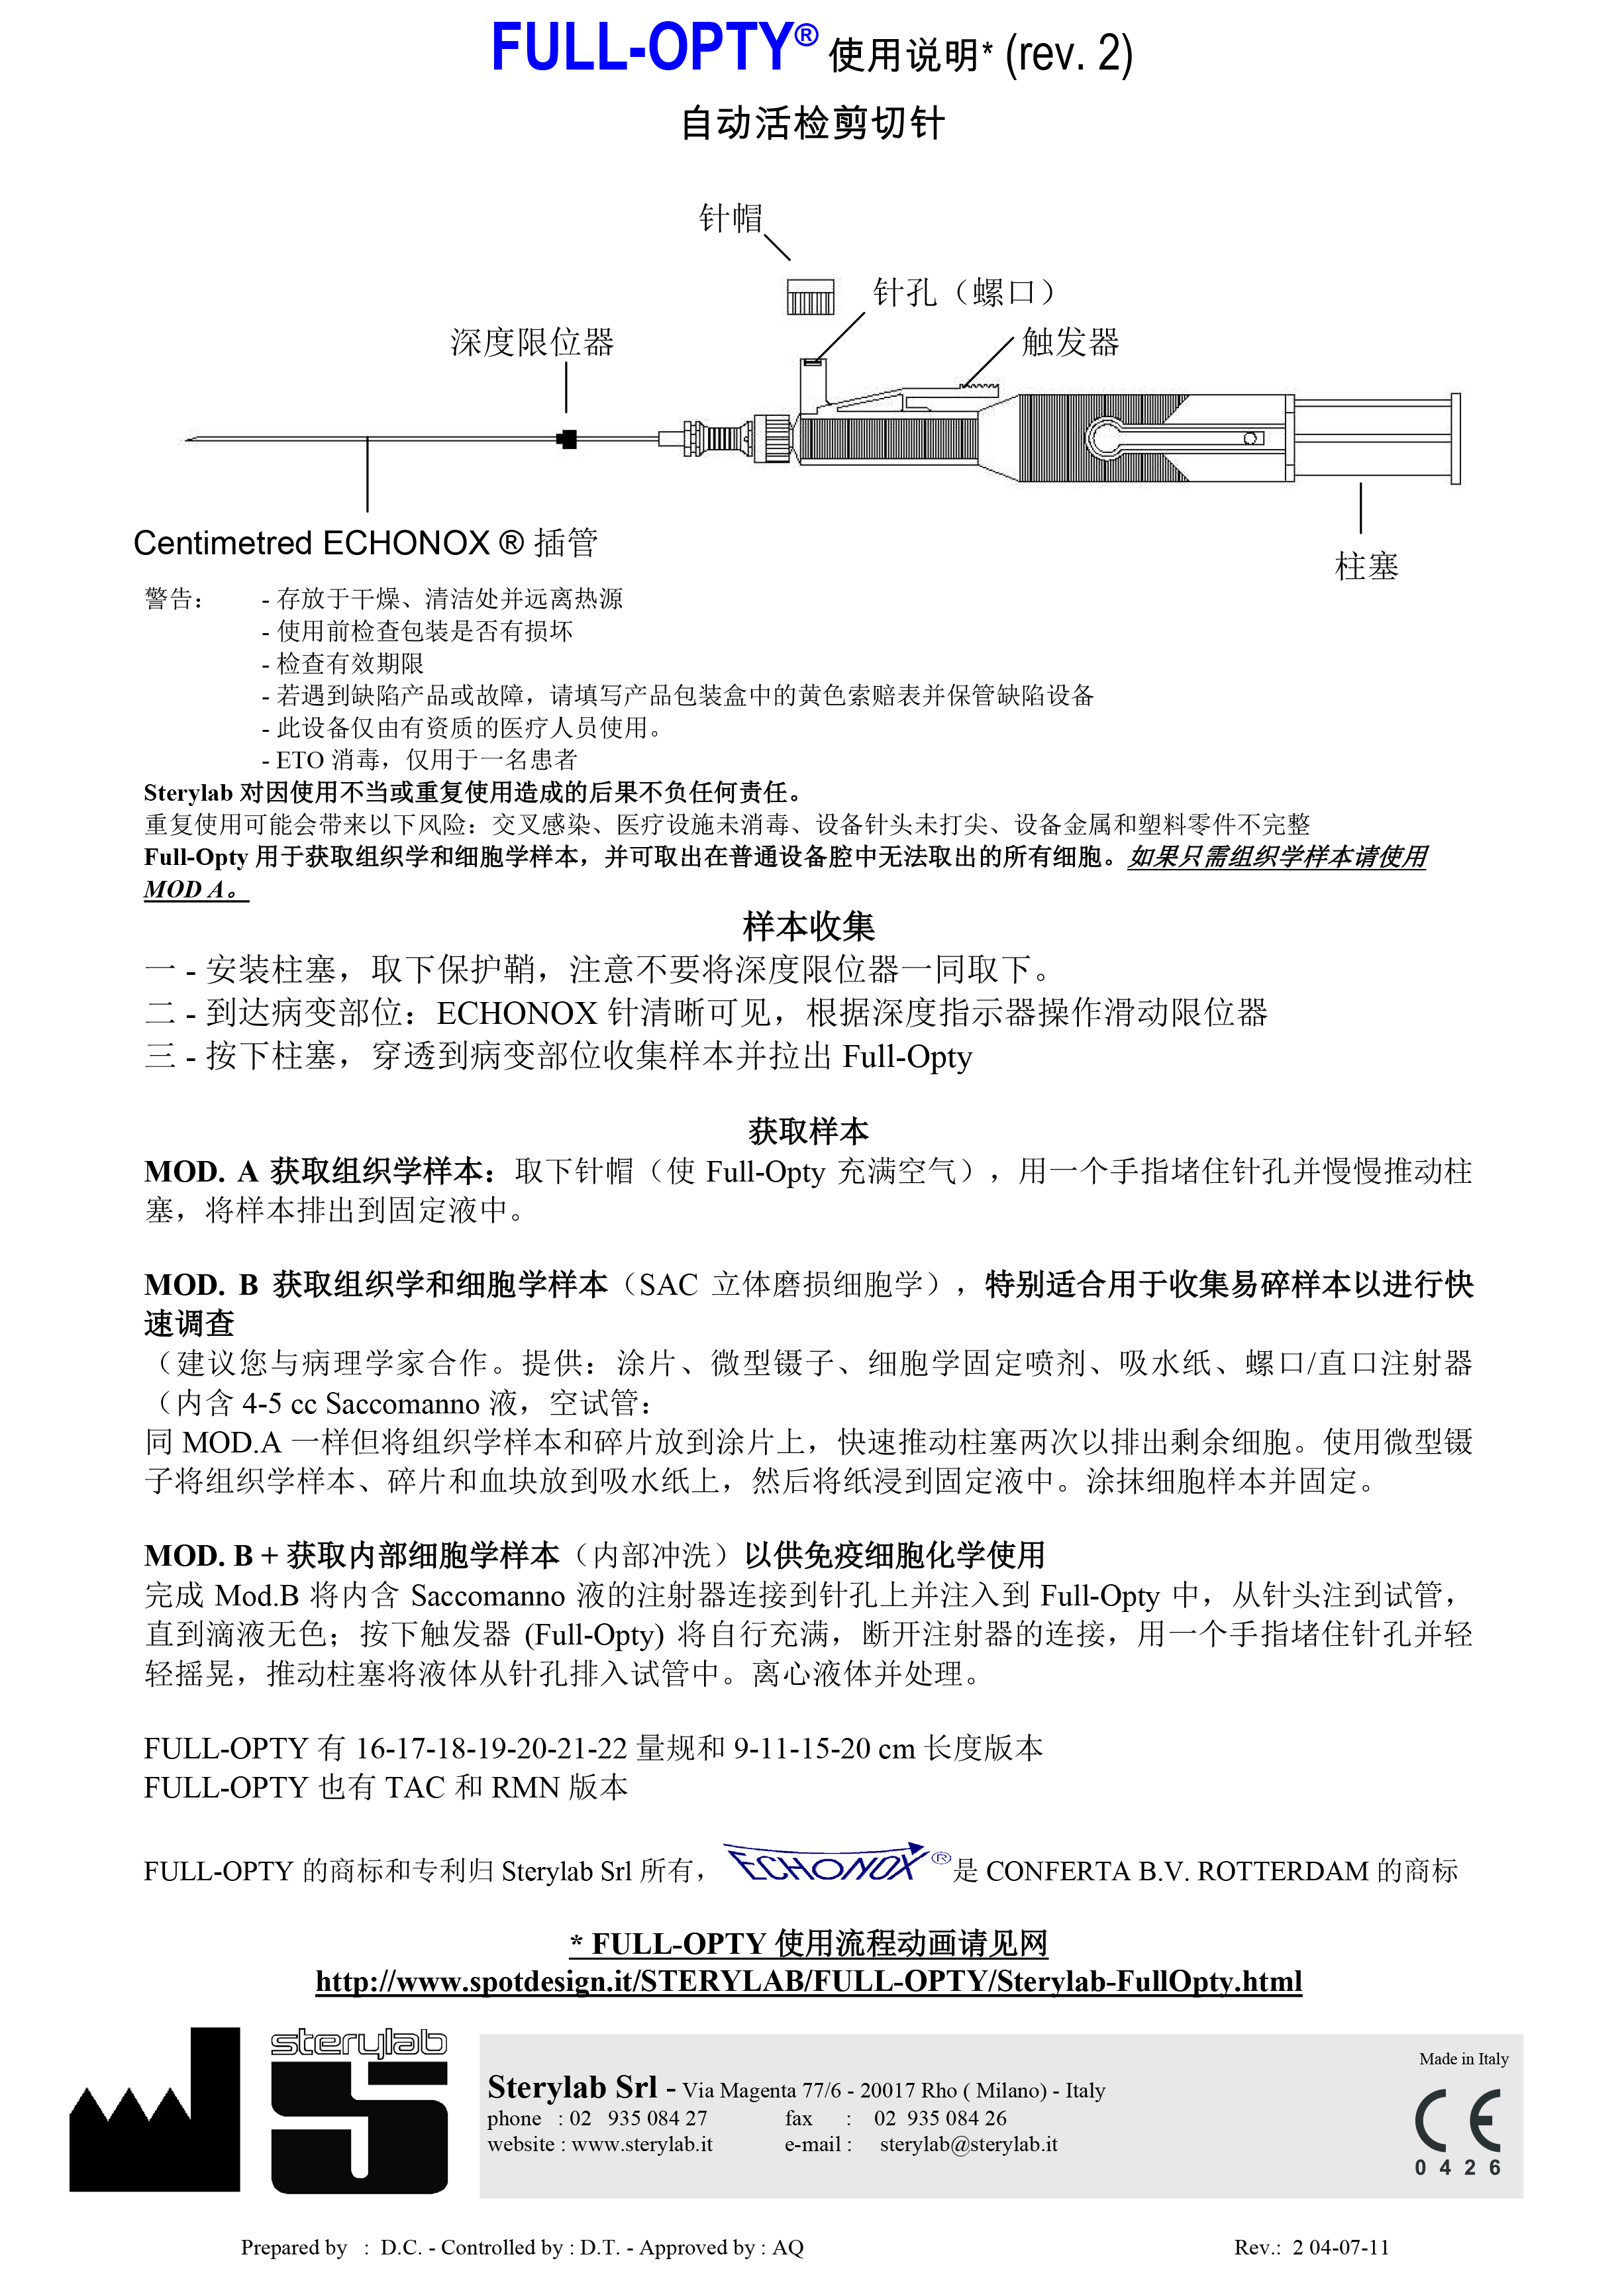 FULL-OPTY® 使用说明* (rev. 2)
自动活检剪切针
针帽
针孔（螺口）
深度限位器
触发器
Centimetred ECHONOX ® 插管
柱塞
警告： - 存放于干燥、清洁处并远离热源
- 使用前检查包装是否有损坏
- 检查有效期限
- 若遇到缺陷产品或故障，请填写产品包装盒中的黄色索赔表并保管缺陷设备
- 此设备仅由有资质的医疗人员使用。
- ETO 消毒，仅用于一名患者
Sterylab 对因使用不当或重复使用造成的后果不负任何责任。
重复使用可能会带来以下风险：交叉感染、医疗设施未消毒、设备针头未打尖、设备金属和塑料零件不完整
Full-Opty 用于获取组织学和细胞学样本，并可取出在普通设备腔中无法取出的所有细胞。如果只需组织学样本请使用
MOD A。
样本收集
一 - 安装柱塞，取下保护鞘，注意不要将深度限位器一同取下。
二 - 到达病变部位：ECHONOX 针清晰可见，根据深度指示器操作滑动限位器
三 - 按下柱塞，穿透到病变部位收集样本并拉出 Full-Opty
获取样本
MOD. A 获取组织学样本：取下针帽（使 Full-Opty 充满空气），用一个手指堵住针孔并慢慢推动柱
塞，将样本排出到固定液中。
MOD. B 获取组织学和细胞学样本（SAC 立体磨损细胞学），特别适合用于收集易碎样本以进行快
速调查
（建议您与病理学家合作。提供：涂片、微型镊子、细胞学固定喷剂、吸水纸、螺口/直口注射器
（内含 4-5 cc Saccomanno 液，空试管：
同 MOD.A 一样但将组织学样本和碎片放到涂片上，快速推动柱塞两次以排出剩余细胞。使用微型镊
子将组织学样本、碎片和血块放到吸水纸上，然后将纸浸到固定液中。涂抹细胞样本并固定。
MOD. B + 获取内部细胞学样本（内部冲洗）以供免疫细胞化学使用
完成 Mod.B 将内含 Saccomanno 液的注射器连接到针孔上并注入到 Full-Opty 中，从针头注到试管，
直到滴液无色；按下触发器 (Full-Opty) 将自行充满，断开注射器的连接，用一个手指堵住针孔并轻
轻摇晃，推动柱塞将液体从针孔排入试管中。离心液体并处理。
FULL-OPTY 有 16-17-18-19-20-21-22 量规和 9-11-15-20 cm 长度版本
FULL-OPTY 也有 TAC 和 RMN 版本
FULL-OPTY 的商标和专利归 Sterylab Srl 所有， ECHONOX ® 是 CONFERTA B.V. ROTTERDAM 的商标
* FULL-OPTY 使用流程动画请见网
http://www.spotdesign.it/STERYLAB/FULL-OPTY/Sterylab-FullOpty.html
sterylab
Made in Italy
Sterylab Srl - Via Magenta 77/6 - 20017 Rho ( Milano) - Italy
phone : 02 935 084 27 fax : 02 935 084 26
website : www.sterylab.it e-mail : sterylab@sterylab.it
CE
0426
Prepared by : D.C. - Controlled by : D.T. - Approved by : AQ Rev.: 2 04-07-11